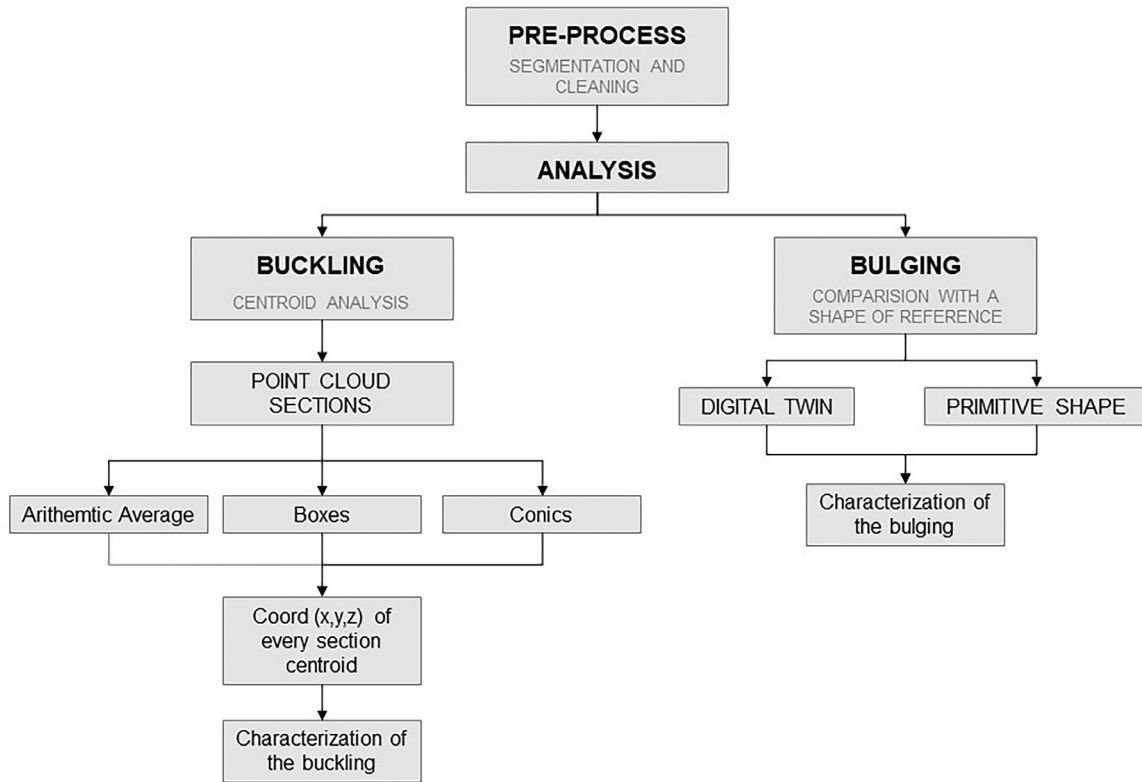 PRE-PROCESS
SEGMENTATION AND
CLEANING
ANALYSIS
BUCKLING
CENTROID ANALYSIS
BULGING
COMPARISION WITH A
SHAPE OF REFERENCE
POINT CLOUD
SECTIONS
DIGITAL TWIN
PRIMITIVE SHAPE
Arithemtic Average
Boxes
Conics
Characterization of
the bulging
Coord (x,y,z) of
every section
centroid
Characterization of
the buckling